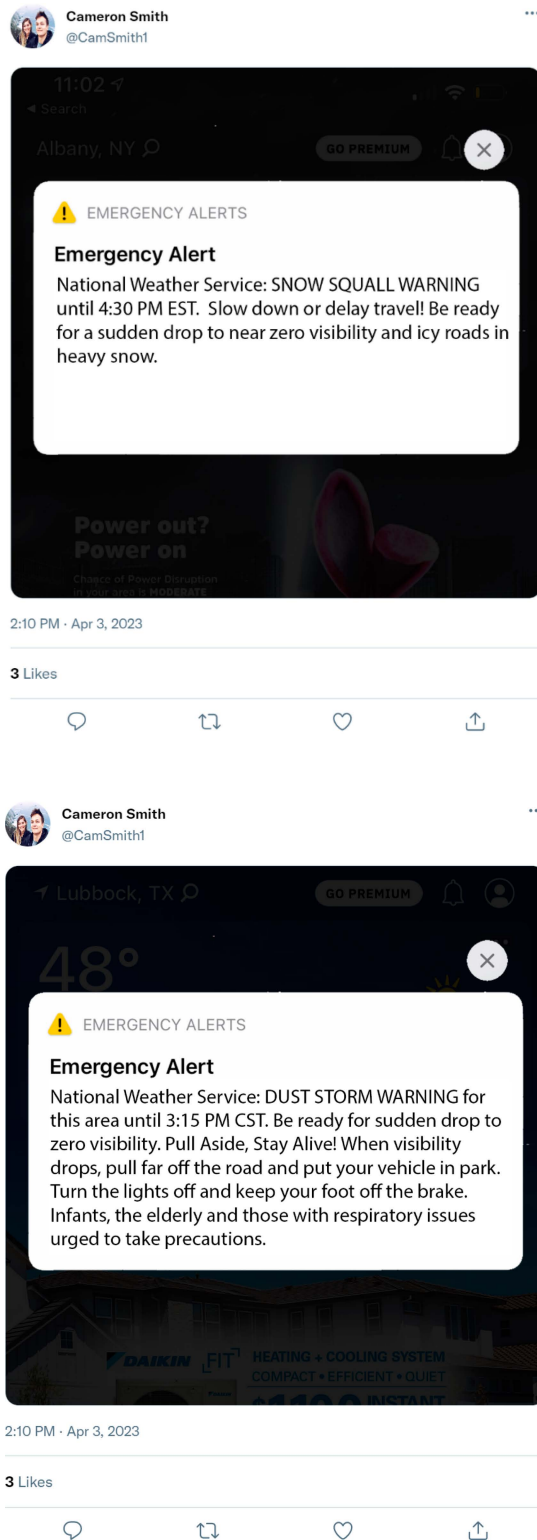 Cameron Smith
@CamSmith1
11:02
Search
Albany, NY
GO PREMIUM
EMERGENCY ALERTS
Emergency Alert
National Weather Service: SNOW SQUALL WARNING
until 4:30 PM EST. Slow down or delay travel! Be ready
for a sudden drop to near zero visibility and icy roads in
heavy snow.
Power out?
Power on
Chance of Power Disruption
in your area is MODERATE
2:10 PM · Apr 3, 2023
3 Likes
Cameron Smith
@CamSmith1
Lubbock, TX
GO PREMIUM
48°
EMERGENCY ALERTS
Emergency Alert
National Weather Service: DUST STORM WARNING for
this area until 3:15 PM CST. Be ready for sudden drop to
zero visibility. Pull Aside, Stay Alive! When visibility
drops, pull far off the road and put your vehicle in park.
Turn the lights off and keep your foot off the brake.
Infants, the elderly and those with respiratory issues
urged to take precautions.
DAIKIN FIT
HEATING + COOLING SYSTEM
COMPACT • EFFICIENT • QUIET
INSTANT
2:10 PM · Apr 3, 2023
3 Likes